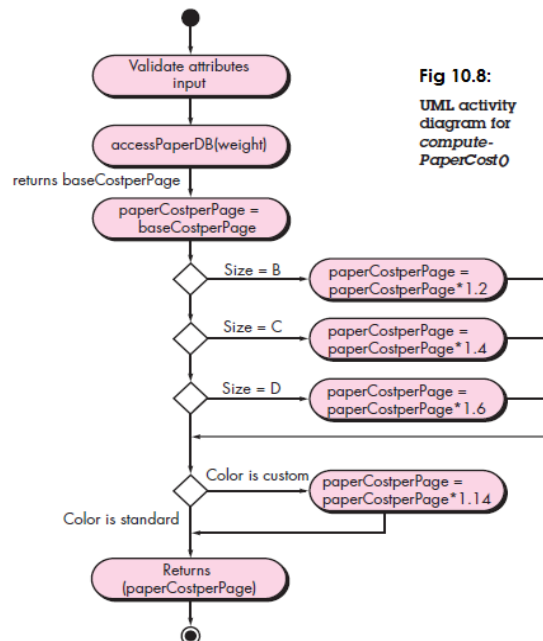 Validate attributes
input
Fig 10.8:
UML activity
diagram for
compute-
PaperCost()
accessPaperDB(weight)
returns baseCostperPage
paperCostperPage =
baseCostperPage
Size = B
paperCostperPage =
paperCostperPage*1.2
Size = C
paperCostperPage =
paperCostperPage*1.4
Size = D
paperCostperPage =
paperCostperPage*1.6
Color is custom
paperCostperPage =
paperCostperPage*1.14
Color is standard
Returns
(paperCostperPage)